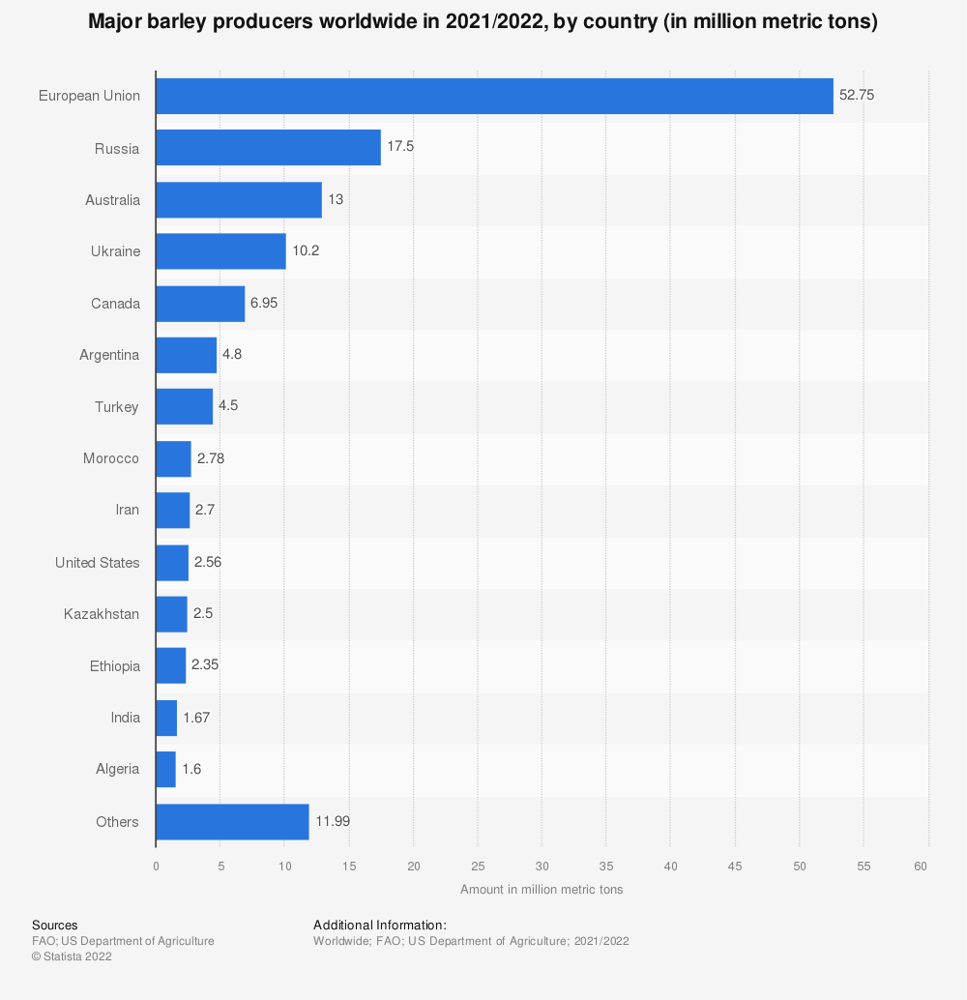 Major barley producers worldwide in 2021/2022, by country (in million metric tons)
European Union 52.75
Russia 17.5
Australia 13
Ukraine 10.2
Canada 6.95
Argentina 4.8
Turkey 4.5
Morocco 2.78
Iran 2.7
United States 2.56
Kazakhstan 2.5
Ethiopia 2.35
India 1.67
Algeria 1.6
Others 11.99
0 5 10 15 20 25 30 35 40 45 50 55 60
Amount in million metric tons
Sources
FAO; US Department of Agriculture
© Statista 2022
Additional Information:
Worldwide; FAO; US Department of Agriculture; 2021/2022